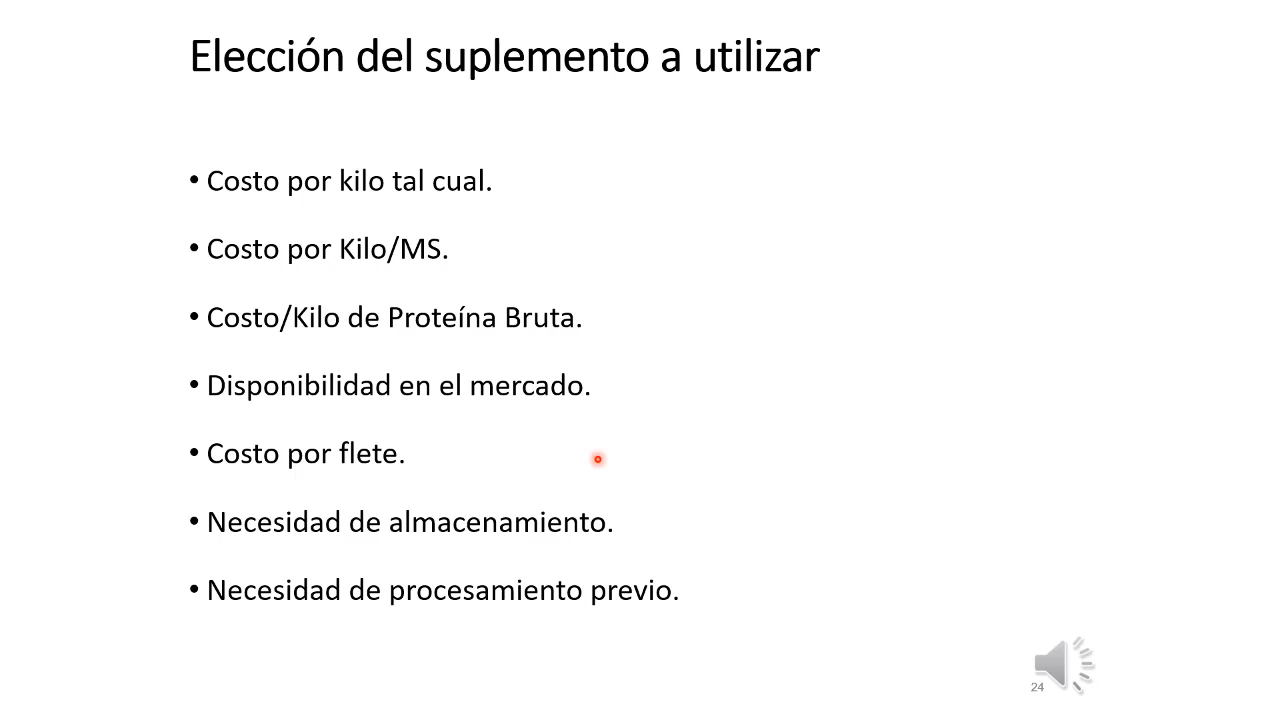 Elección del suplemento a utilizar
• Costo por kilo tal cual.
• Costo por Kilo/MS.
• Costo/Kilo de Proteína Bruta.
• Disponibilidad en el mercado.
• Costo por flete.
• Necesidad de almacenamiento.
• Necesidad de procesamiento previo.
24